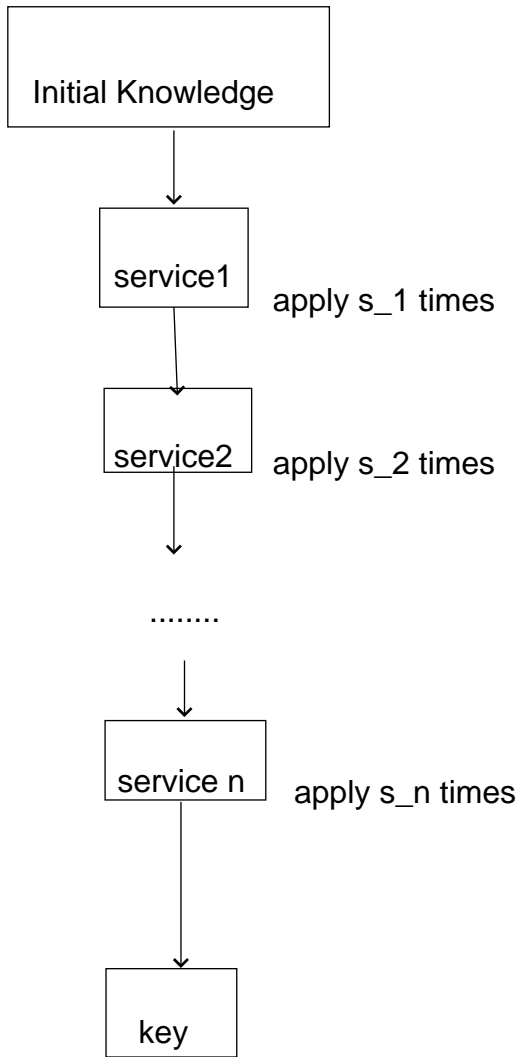 Initial Knowledge
service1
apply s_1 times
service2
apply s_2 times
........
service n
apply s_n times
key